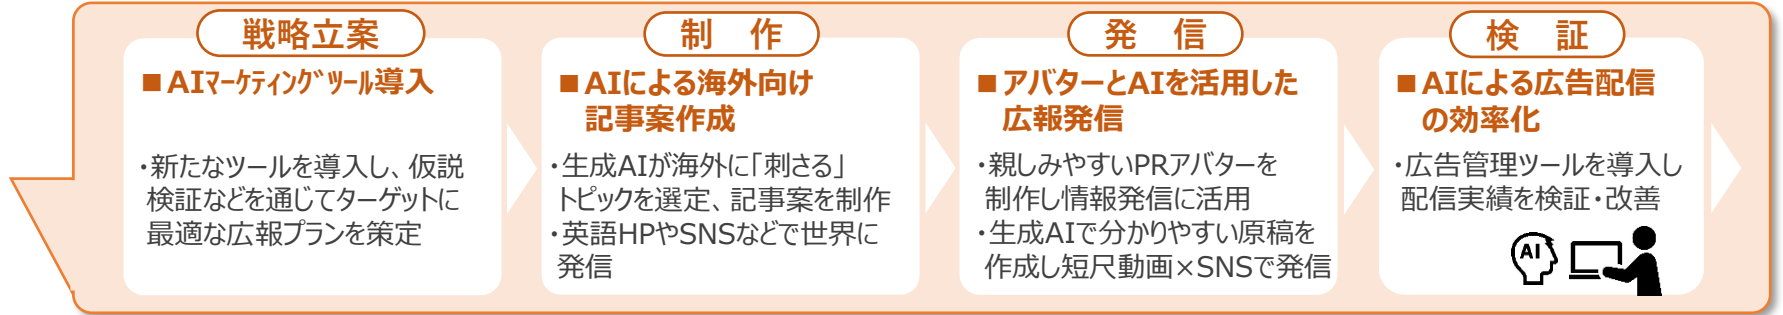 戦略立案
■AIﾏｰｹﾃｨﾝｸﾞﾂｰﾙ導入
・新たなツールを導入し、仮説
検証などを通じてターゲットに
最適な広報プランを策定
制　作
■AIによる海外向け
記事案作成
・生成AIが海外に「刺さる」
トピックを選定、記事案を制作
・英語HPやSNSなどで世界に
発信
発　信
■アバターとAIを活用した
広報発信
・親しみやすいPRアバターを
制作し情報発信に活用
・生成AIで分かりやすい原稿を
作成し短尺動画×SNSで発信
検　証
■AIによる広告配信
の効率化
・広告管理ツールを導入し
配信実績を検証・改善
AI